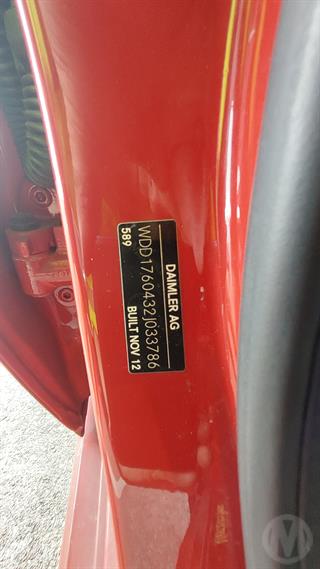 DAIMLER AG
WDD1760432J033786
589 BUILT NOV 12